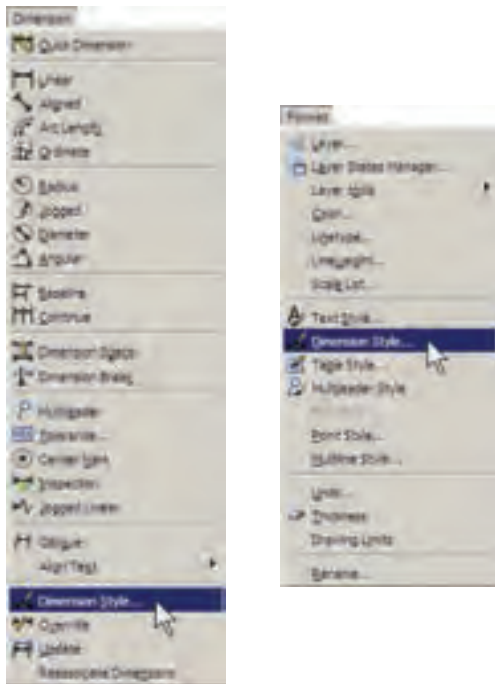 Dimension
Quick Dimension
Linear
Aligned
Arc Length
Ordinate
Radius
Jogged
Diameter
Angular
Baseline
Continue
Dimension Space
Dimension Break
Multileader
Tolerance...
Center Mark
Inspection
Jogged Linear
Oblique
Align Text
Dimension Style...
Override
Update
Reassociate Dimensions
Format
Layer...
Layer States Manager...
Layer tools
Color...
Linetype...
Lineweight...
Scale List...
Text Style...
Dimension Style...
Table Style...
Multileader Style
Point Style...
Multiline Style...
Units...
Thickness
Drawing Limits
Rename...